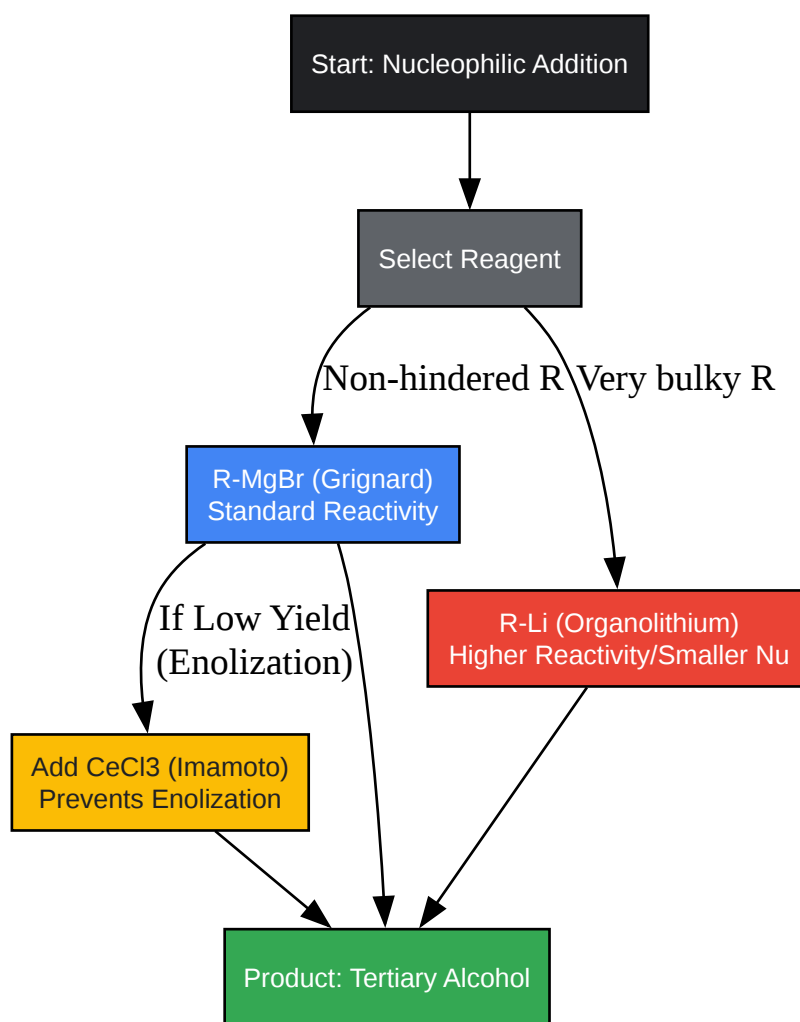 Start: Nucleophilic Addition
Select Reagent
Non-hindered R
Very bulky R
R-MgBr (Grignard)
Standard Reactivity
If Low Yield
(Enolization)
R-Li (Organolithium)
Higher Reactivity/Smaller Nu
Add CeCl3 (Imamoto)
Prevents Enolization
Product: Tertiary Alcohol